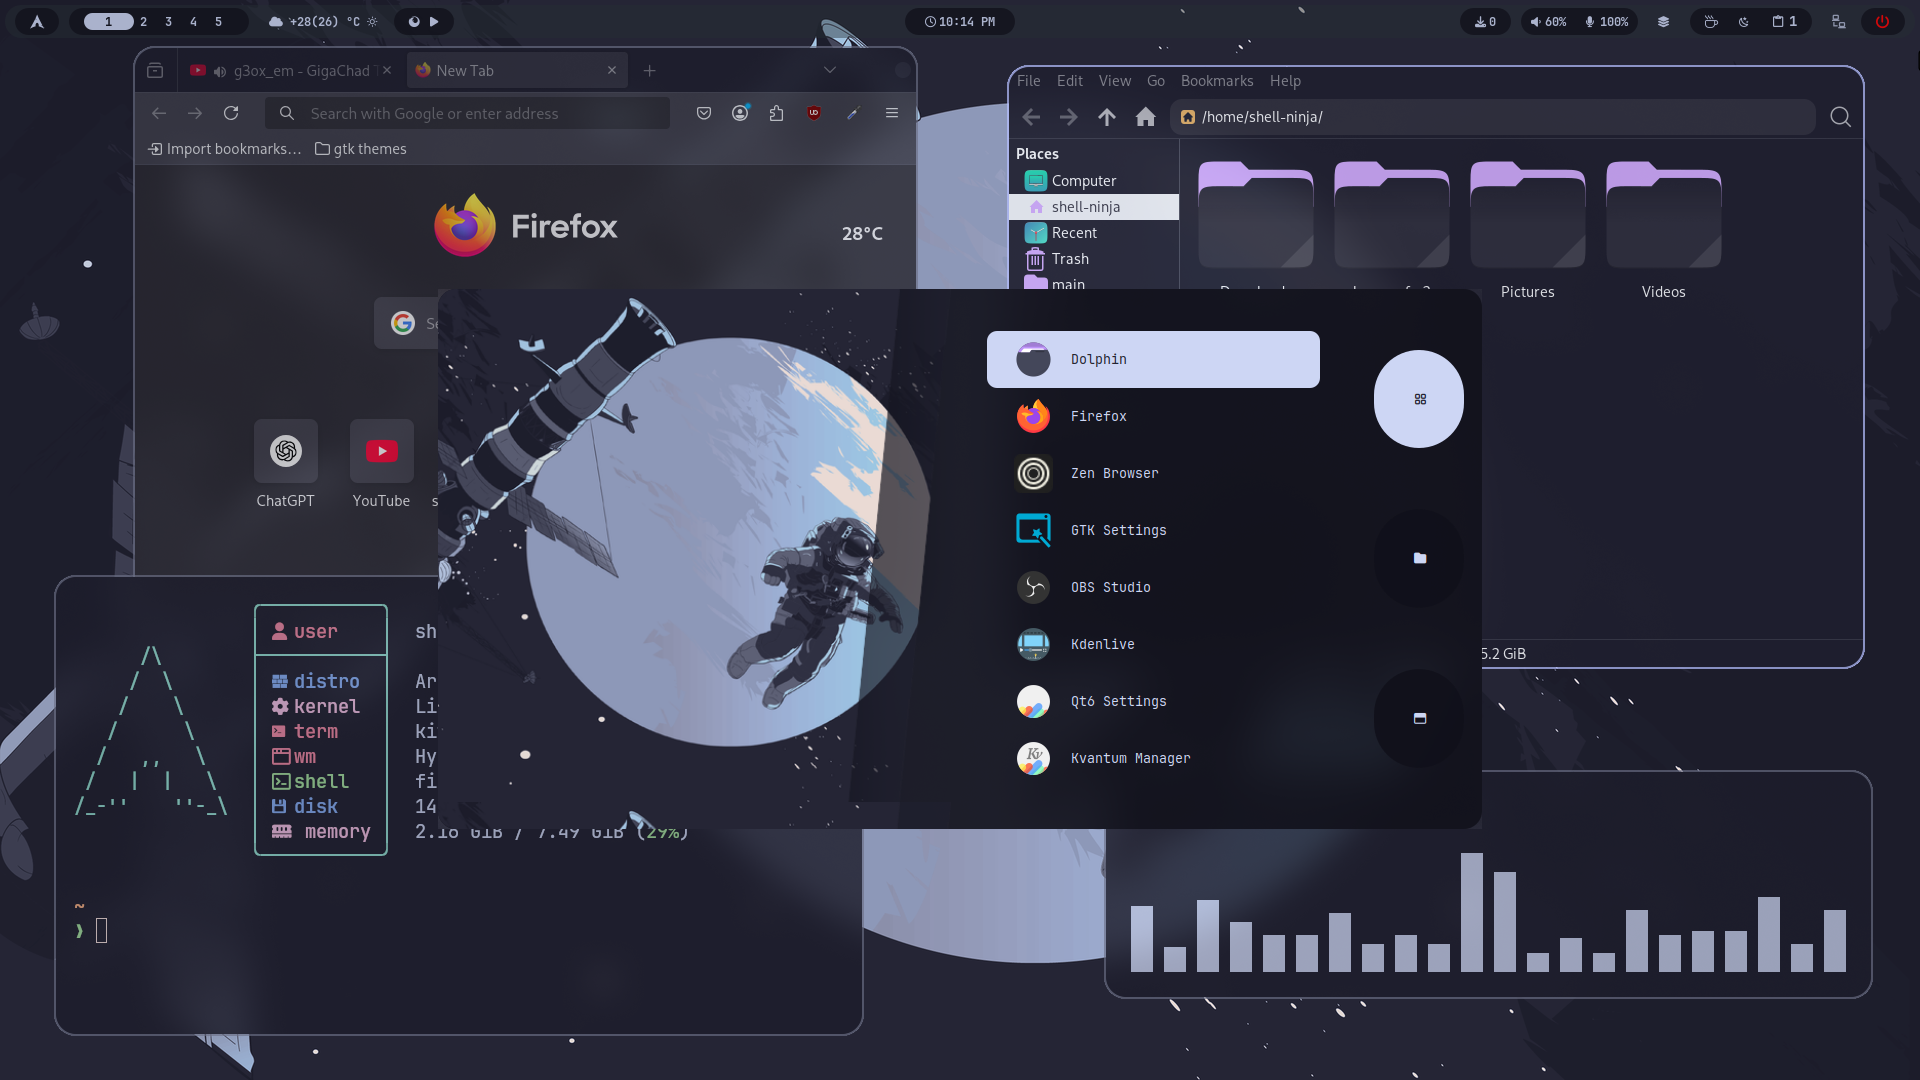 1 2 3 4 5
+28(26) °C
10:14 PM
0
60% 100%
1
g3ox_em - GigaChad
New Tab
Search with Google or enter address
Import bookmarks...
gtk themes
Firefox
28°C
ChatGPT
YouTube
File Edit View Go Bookmarks Help
/home/shell-ninja/
Places
Computer
shell-ninja
Recent
Trash
main
Pictures
Videos
5.2 GiB
Dolphin
Firefox
Zen Browser
GTK Settings
OBS Studio
Kdenlive
Qt6 Settings
Kvantum Manager
user sh
distro Ar
kernel Li
term ki
wm Hy
shell fi
disk 14
memory 2.16 GiB / 7.49 GiB (29%)
~
❯